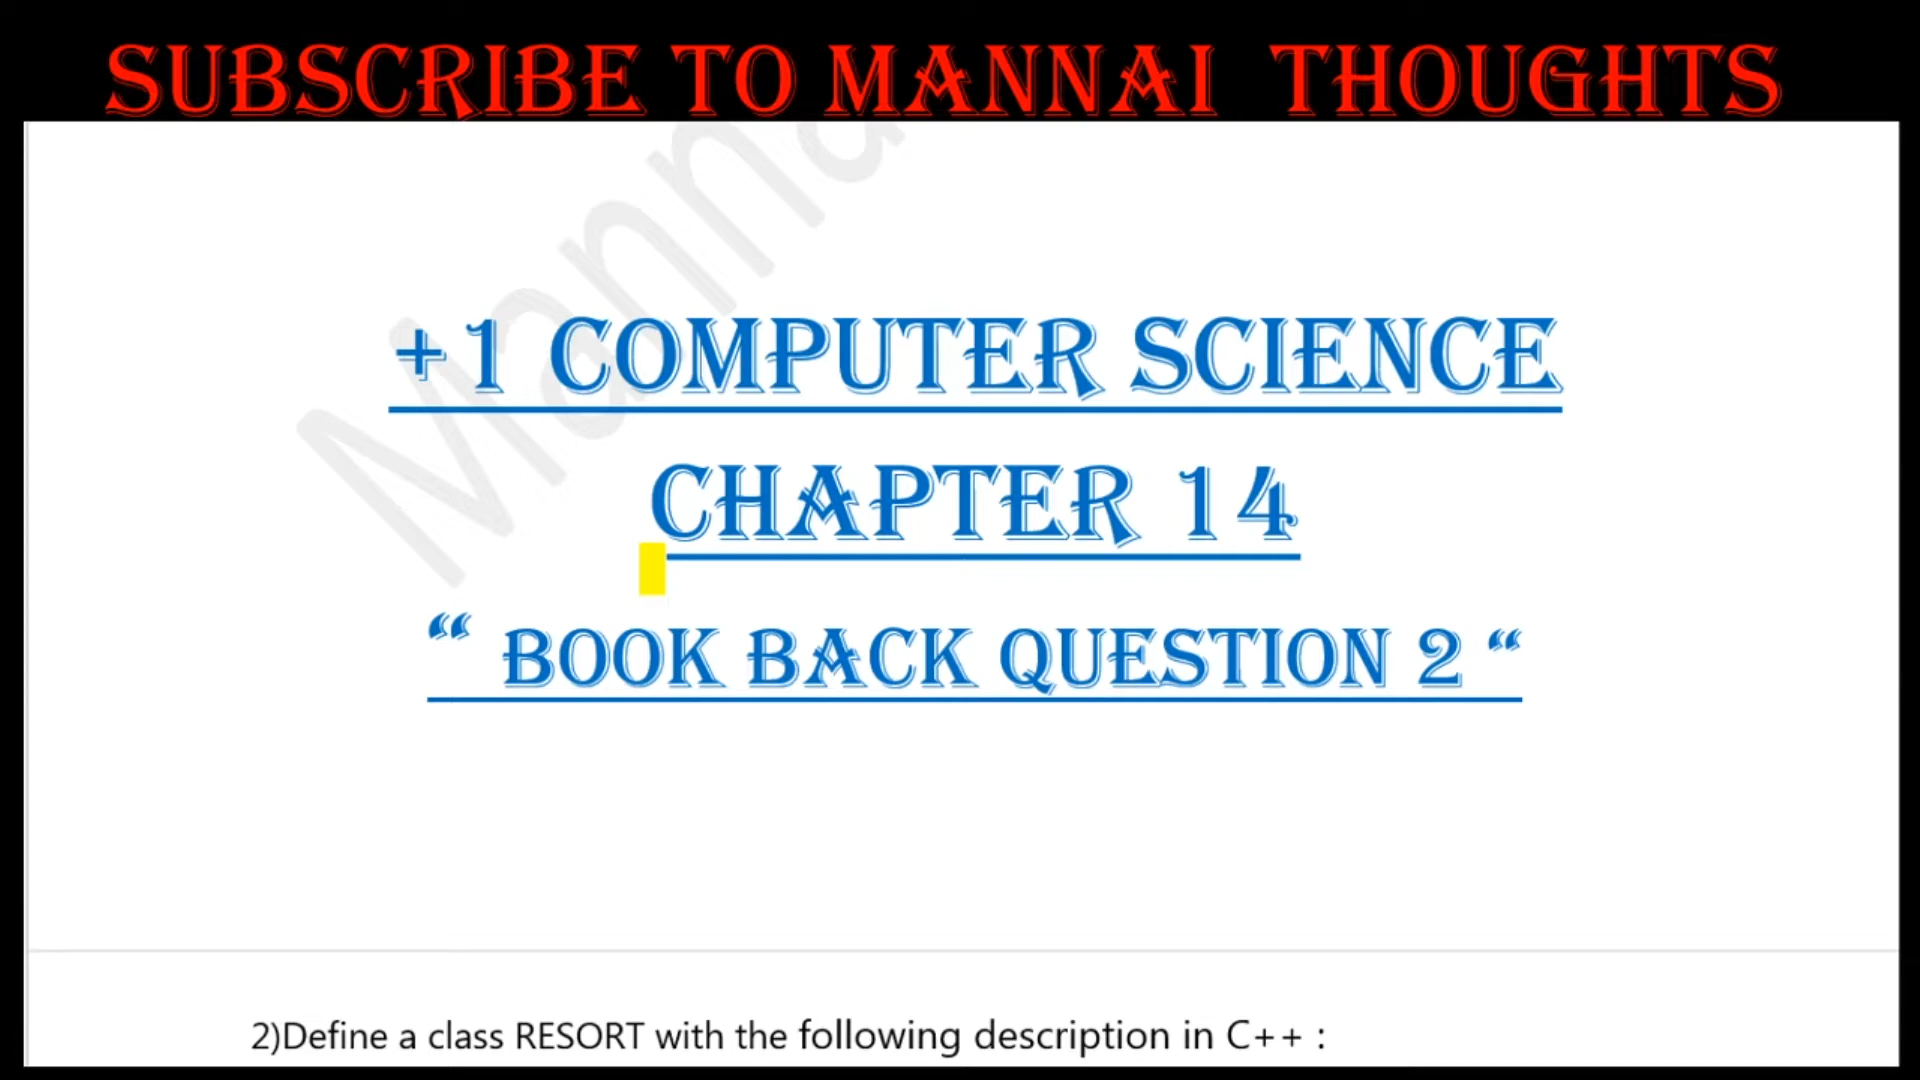 SUBSCRIBE TO MANNAI THOUGHTS
Manna
+1 COMPUTER SCIENCE
CHAPTER 14
“ BOOK BACK QUESTION 2 “
2)Define a class RESORT with the following description in C++ :